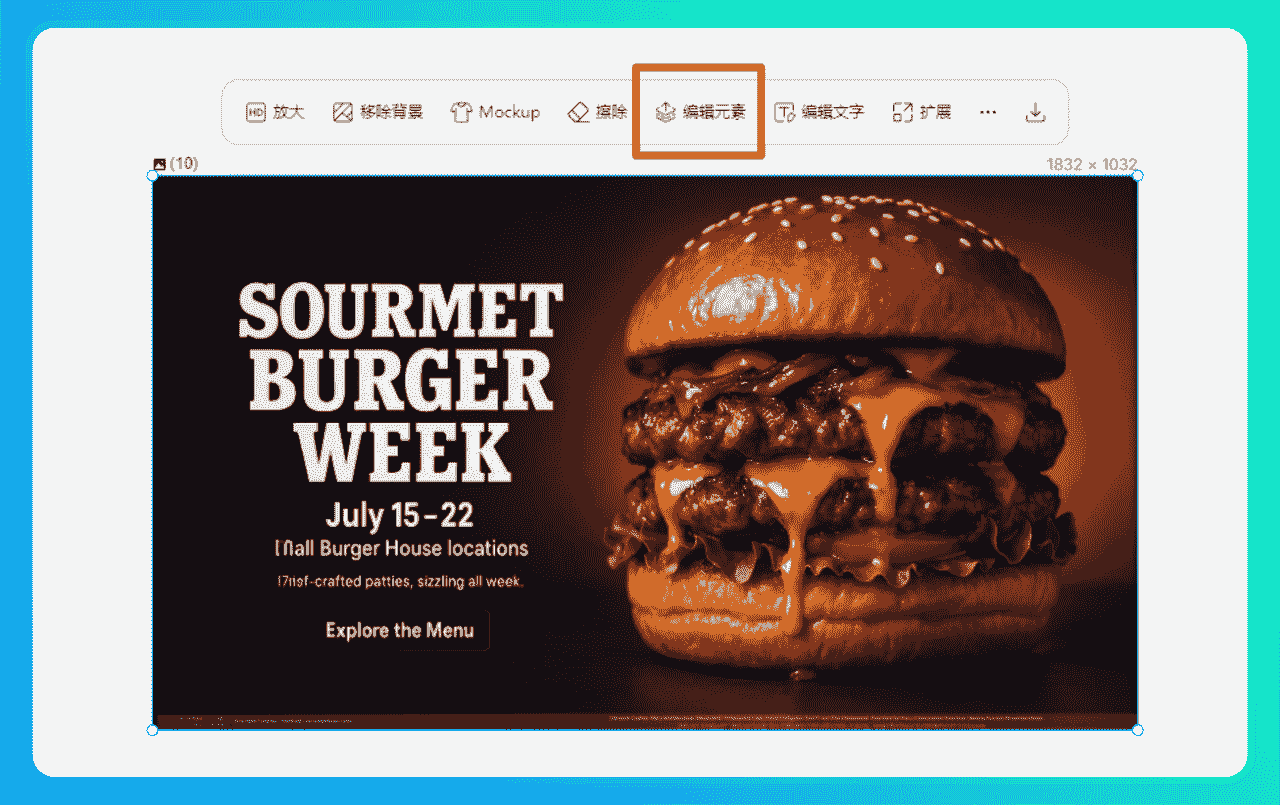 HD 放大 移除背景 Mockup 擦除 编辑元素 编辑文字 扩展 ...
(10) 1832 × 1032
SOURMET
BURGER
WEEK
July 15-22
Burger House locations
-crafted patties, sizzling all week.
Explore the Menu